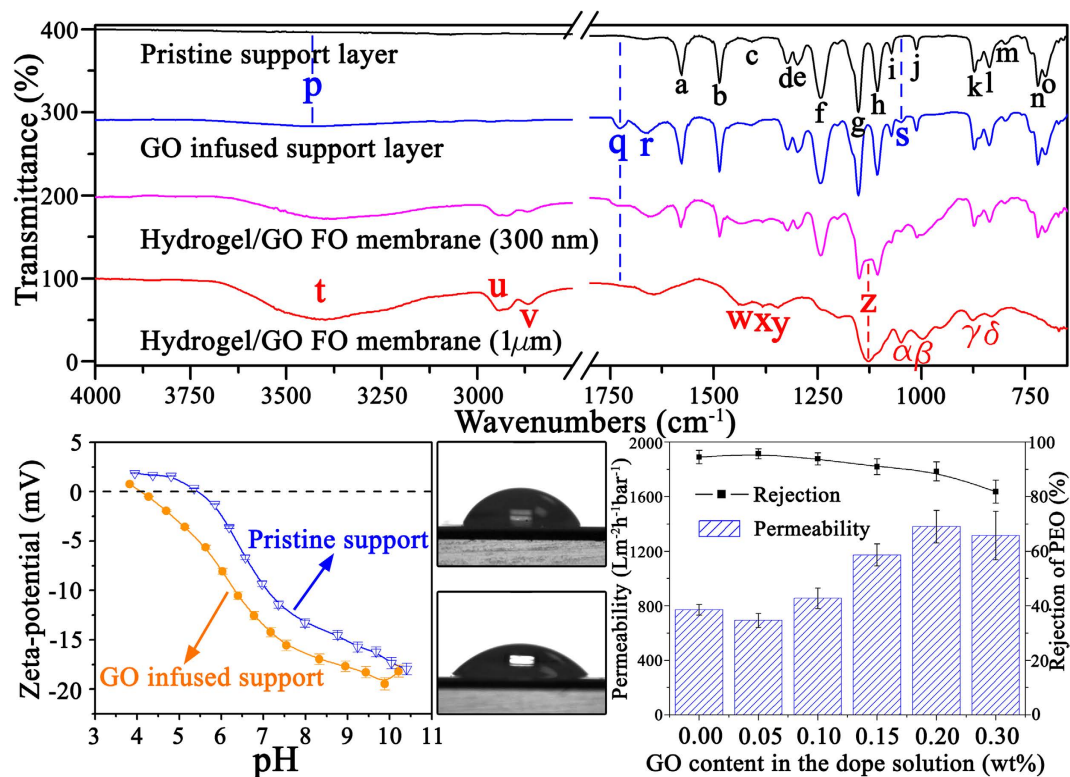 400
300
200
100
0
Transmittance (%)
Pristine support layer
GO infused support layer
Hydrogel/GO FO membrane (300 nm)
Hydrogel/GO FO membrane (1μm)
p
a
b
c
de
f
g
h
i
j
k
l
m
n
o
q
r
s
t
u
v
w
xy
z
αβ
γ δ
4000 3750 3500 3250 3000 1750 1500 1250 1000 750
Wavenumbers (cm-1)
5
0
-5
-10
-15
-20
Zeta-potential (mV)
Pristine support
GO infused support
3 4 5 6 7 8 9 10 11
pH
2000
1600
1200
800
400
0
Permeability (Lm-2h-1bar-1)
Rejection
Permeability
100
80
60
40
20
0
Rejection of PEO (%)
0.00 0.05 0.10 0.15 0.20 0.30
GO content in the dope solution (wt%)